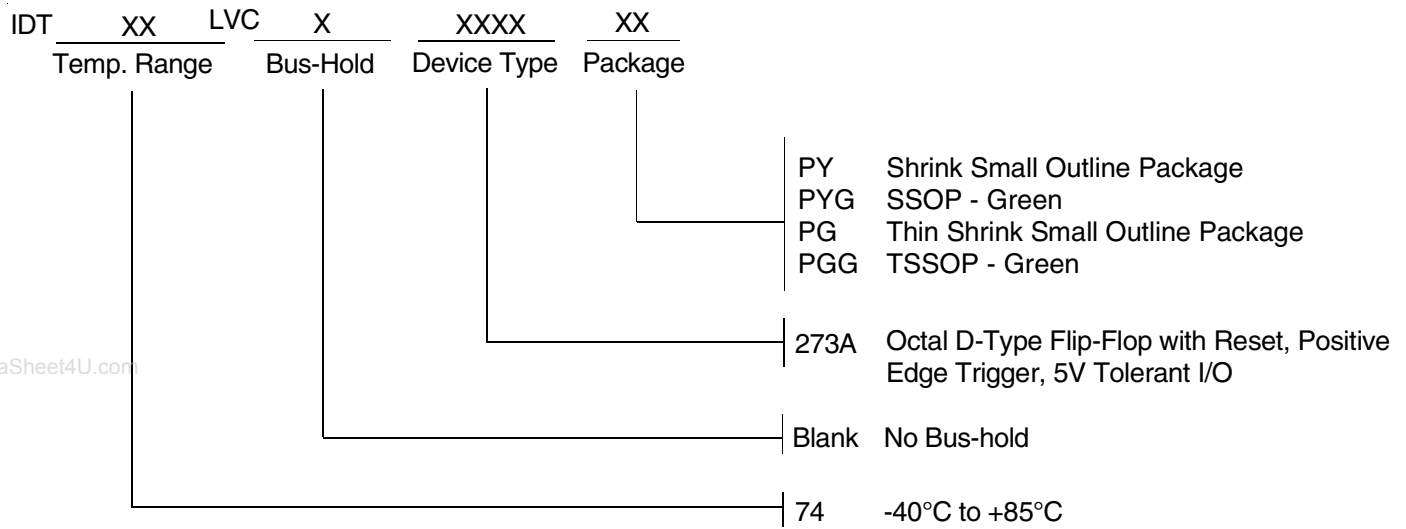 IDT XX LVC X XXXX XX
Temp. Range Bus-Hold Device Type Package
PY Shrink Small Outline Package
PYG SSOP - Green
PG Thin Shrink Small Outline Package
PGG TSSOP - Green
273A Octal D-Type Flip-Flop with Reset, Positive
Edge Trigger, 5V Tolerant I/O
aSheet4U.com
Blank No Bus-hold
74 -40°C to +85°C